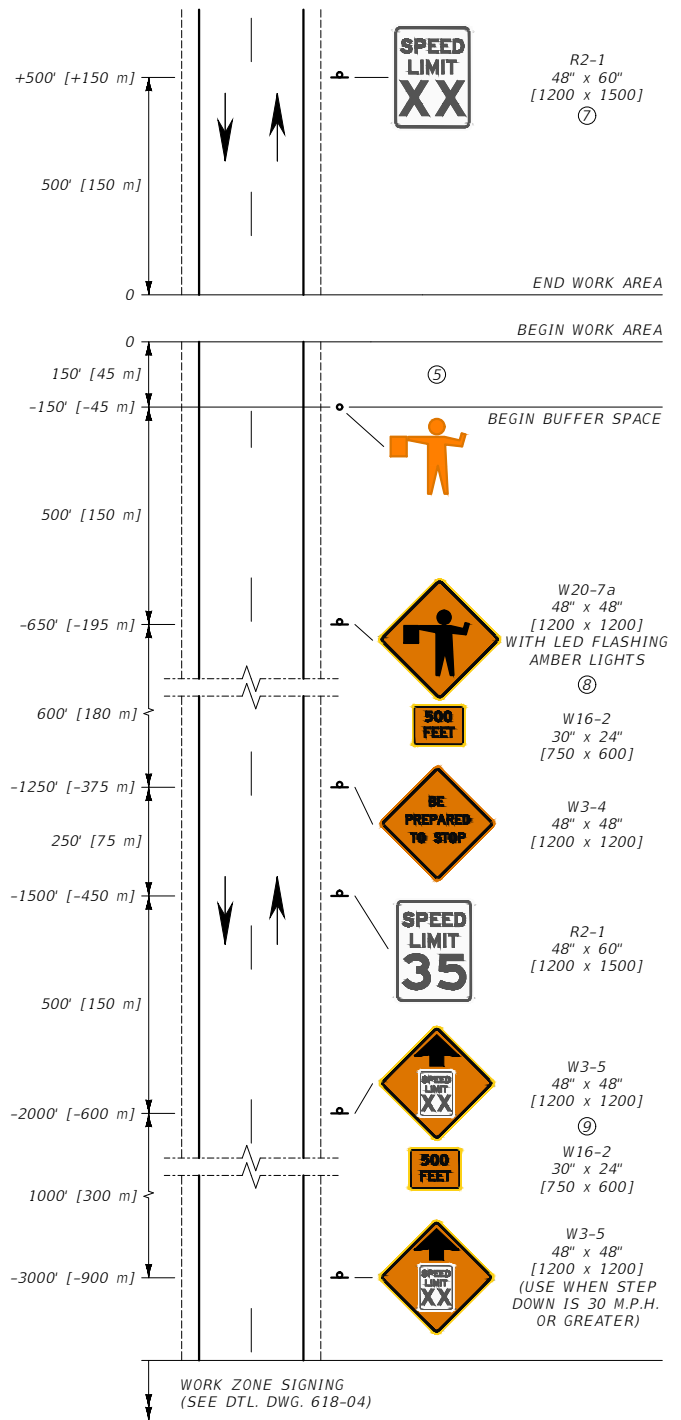 SPEED
LIMIT
XX
R2-1
48" x 60"
[1200 x 1500]
7
+500' [+150 m]
500' [150 m]
0
END WORK AREA
BEGIN WORK AREA
0
150' [45 m]
5
-150' [-45 m]
BEGIN BUFFER SPACE
500' [150 m]
-650' [-195 m]
W20-7a
48" x 48"
[1200 x 1200]
WITH LED FLASHING
AMBER LIGHTS
8
600' [180 m]
500
FEET
W16-2
30" x 24"
[750 x 600]
-1250' [-375 m]
BE
PREPARED
TO STOP
W3-4
48" x 48"
[1200 x 1200]
250' [75 m]
-1500' [-450 m]
SPEED
LIMIT
35
R2-1
48" x 60"
[1200 x 1500]
500' [150 m]
SPEED
LIMIT
XX
W3-5
48" x 48"
[1200 x 1200]
-2000' [-600 m]
9
500
FEET
W16-2
30" x 24"
[750 x 600]
1000' [300 m]
-3000' [-900 m]
SPEED
LIMIT
XX
W3-5
48" x 48"
[1200 x 1200]
(USE WHEN STEP
DOWN IS 30 M.P.H.
OR GREATER)
WORK ZONE SIGNING
(SEE DTL. DWG. 618-04)